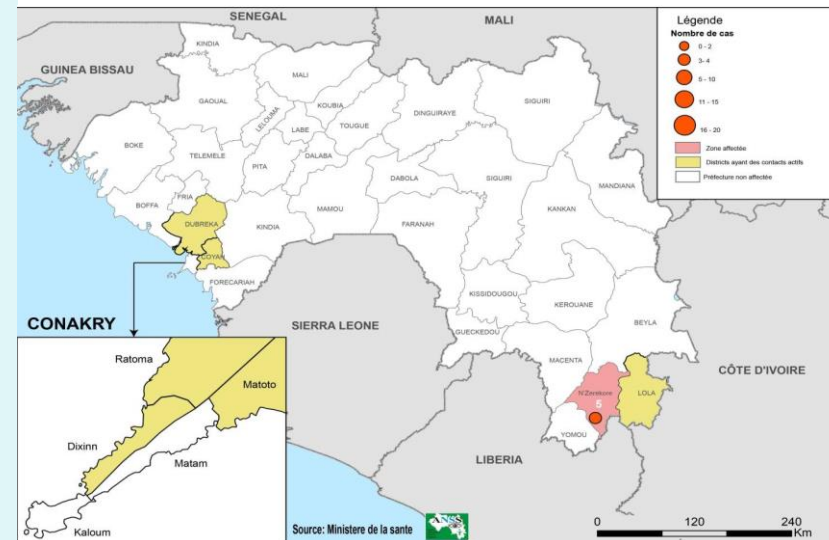 SENEGAL
MALI
GUINEA BISSAU
KINDIA
MALI
GAOUAL
KOUBIA
LELOUMA
LABE
TOUGUE
DINGUIRAYE
SIGUIRI
BOKE
TELEMELE
PITA
DALABA
DABOLA
SIGUIRI
MANDIANA
BOFFA
FRIA
KANKAN
DUBREKA
KINDIA
MAMOU
FARANAH
COYAH
FORECARIAH
KISSIDOUGOU
KEROUANE
BEYLA
CONAKRY
SIERRA LEONE
GUECKEDOU
MACENTA
CÔTE D'IVOIRE
N'Zerekore
5
LOLA
YOMOU
LIBERIA
Ratoma
Matoto
Dixinn
Matam
Kaloum
Légende
Nombre de cas
0 - 2
3- 4
5 - 10
11 - 15
16 - 20
Zone affectée
Districts ayant des contacts actifs
Préfecture non affectée
Source: Ministere de la sante
ANSS
0 120 240
Km